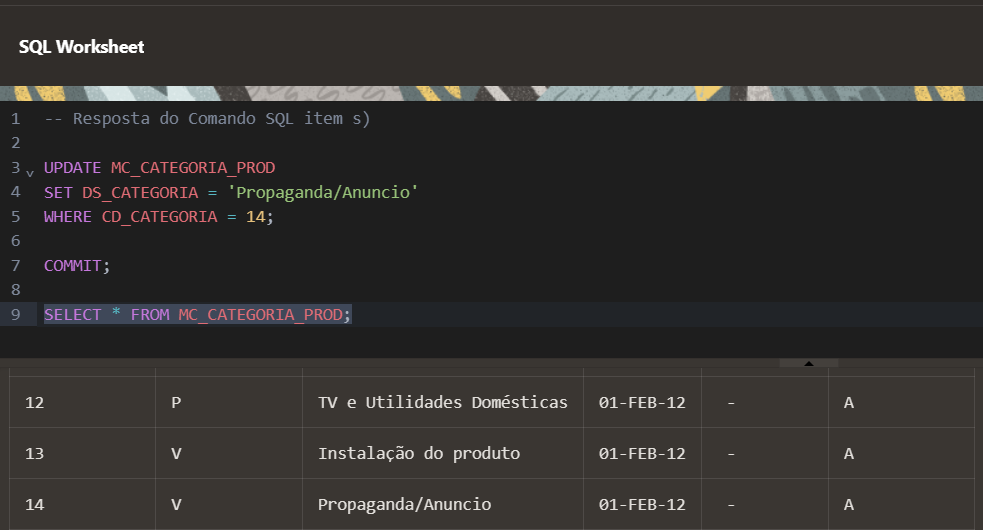 SQL Worksheet
1 -- Resposta do Comando SQL item s)
2
3 UPDATE MC_CATEGORIA_PROD
4 SET DS_CATEGORIA = 'Propaganda/Anuncio'
5 WHERE CD_CATEGORIA = 14;
6
7 COMMIT;
8
9 SELECT * FROM MC_CATEGORIA_PROD;
12 P TV e Utilidades Domésticas 01-FEB-12 - A
13 V Instalação do produto 01-FEB-12 - A
14 V Propaganda/Anuncio 01-FEB-12 - A